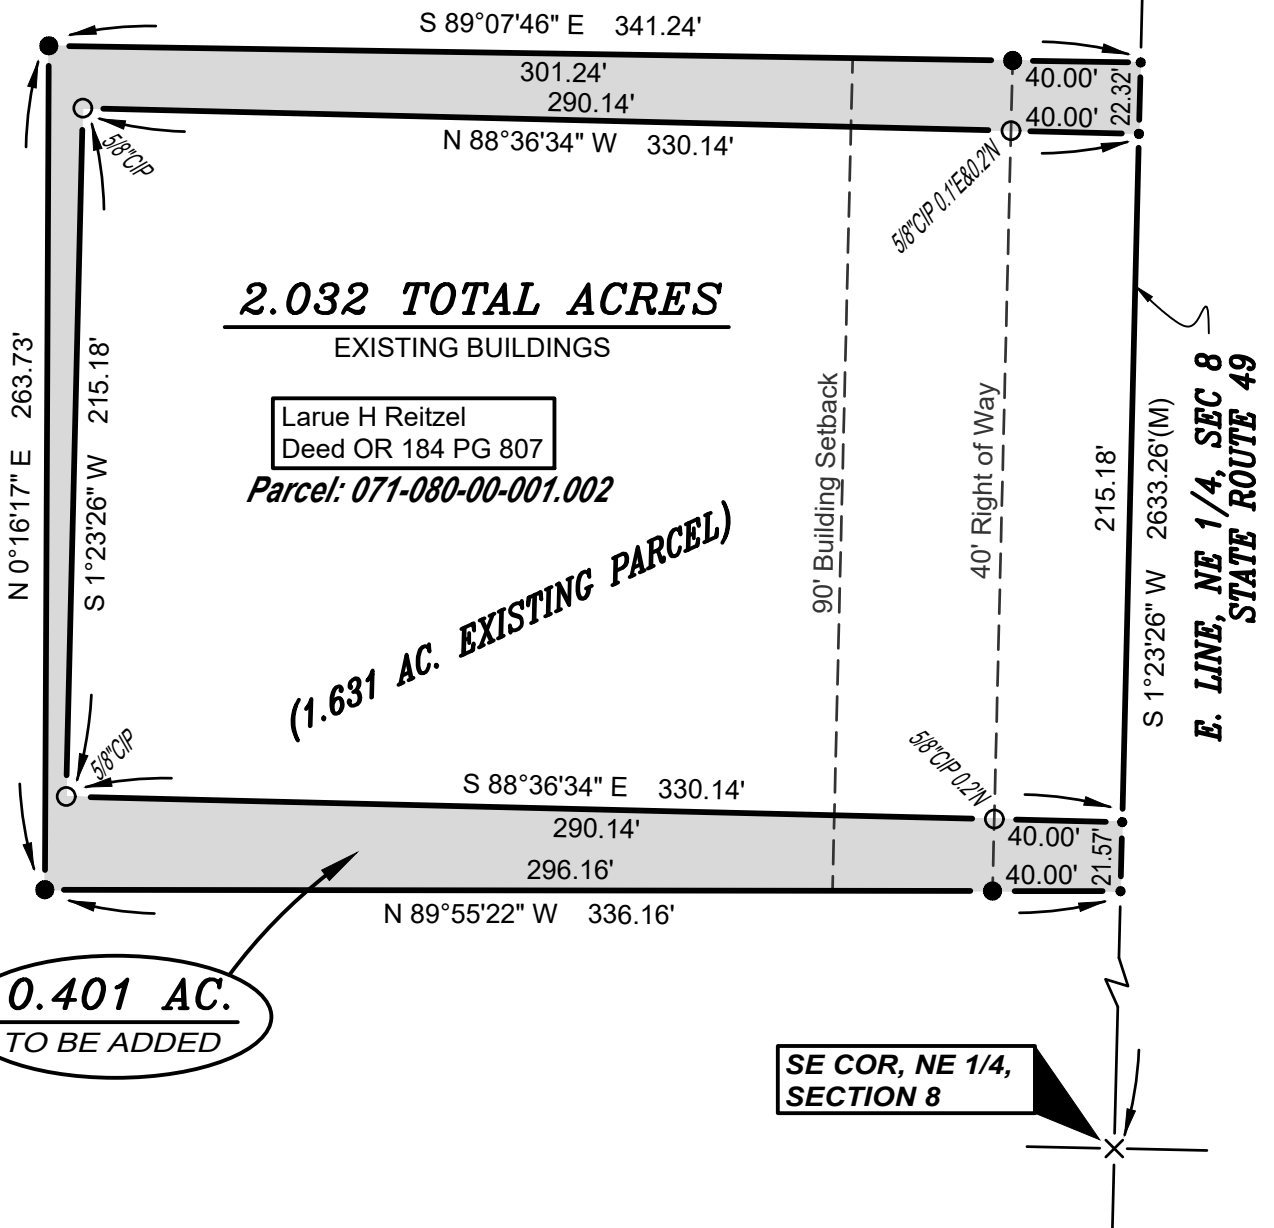 S 89°07'46" E 341.24'
301.24'
40.00'
22.32'
290.14'
40.00'
N 88°36'34" W 330.14'
5/8"CIP
5/8"CIP 0.1'E&0.2'N
2.032 TOTAL ACRES
EXISTING BUILDINGS
Larue H Reitzel
Deed OR 184 PG 807
Parcel: 071-080-00-001.002
N 0°16'17" E 263.73'
S 1°23'26" W 215.18'
90' Building Setback
40' Right of Way
215.18'
S 1°23'26" W 2633.26'(M)
E. LINE, NE 1/4, SEC 8
STATE ROUTE 49
(1.631 AC. EXISTING PARCEL)
5/8"CIP
5/8"CIP 0.2'N
S 88°36'34" E 330.14'
290.14'
40.00'
21.57'
296.16'
40.00'
N 89°55'22" W 336.16'
0.401 AC.
TO BE ADDED
SE COR, NE 1/4,
SECTION 8